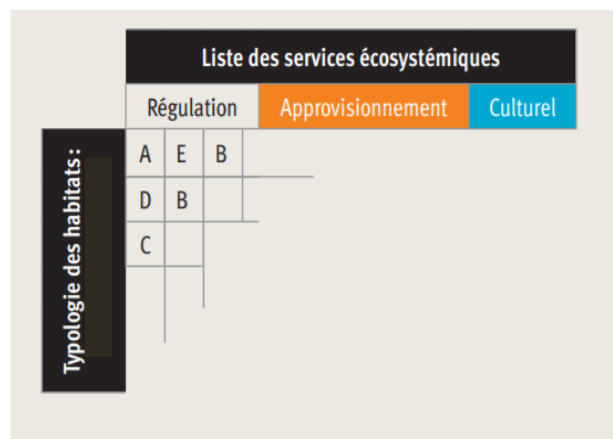 Liste des services écosystémiques
Régulation Approvisionnement Culturel
Typologie des habitats :
A E B
D B
C